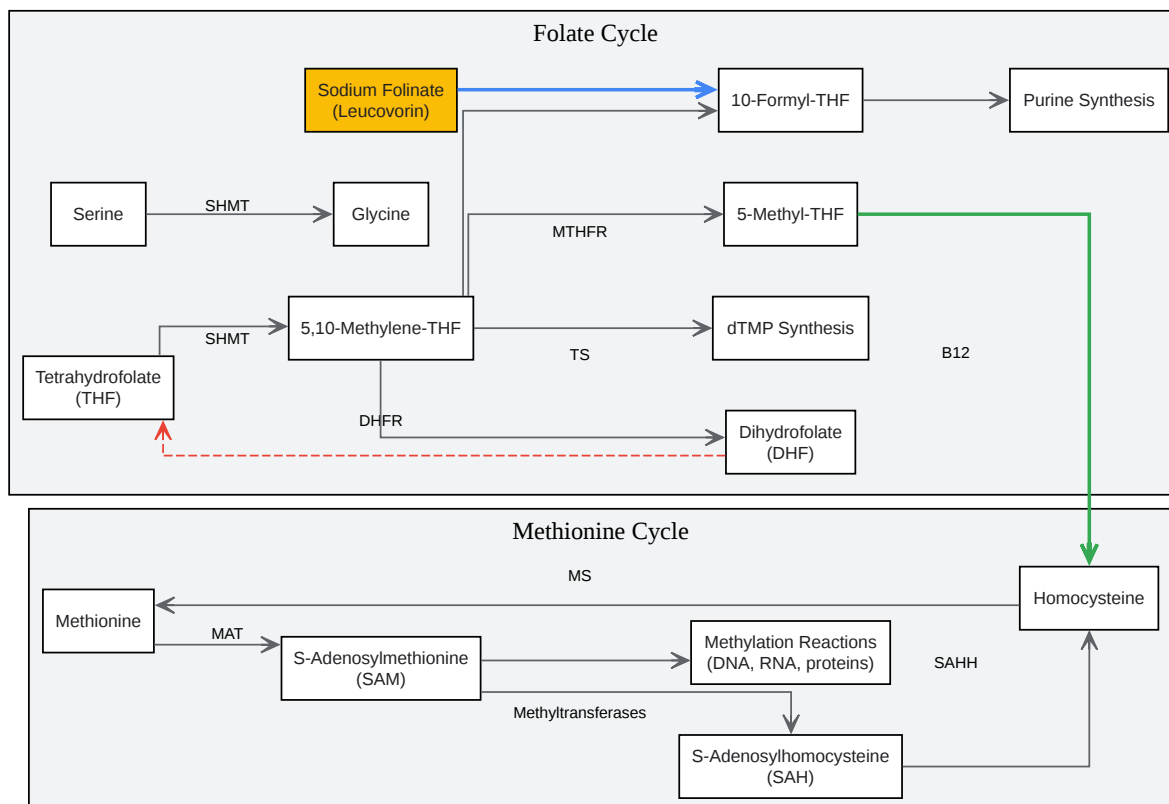 Folate Cycle
Sodium Folinate
(Leucovorin)
10-Formyl-THF
Purine Synthesis
Serine
SHMT
Glycine
MTHFR
5-Methyl-THF
Tetrahydrofolate
(THF)
SHMT
5,10-Methylene-THF
TS
dTMP Synthesis
B12
DHFR
Dihydrofolate
(DHF)
Methionine Cycle
MS
Homocysteine
Methionine
MAT
S-Adenosylmethionine
(SAM)
Methylation Reactions
(DNA, RNA, proteins)
SAHH
Methyltransferases
S-Adenosylhomocysteine
(SAH)